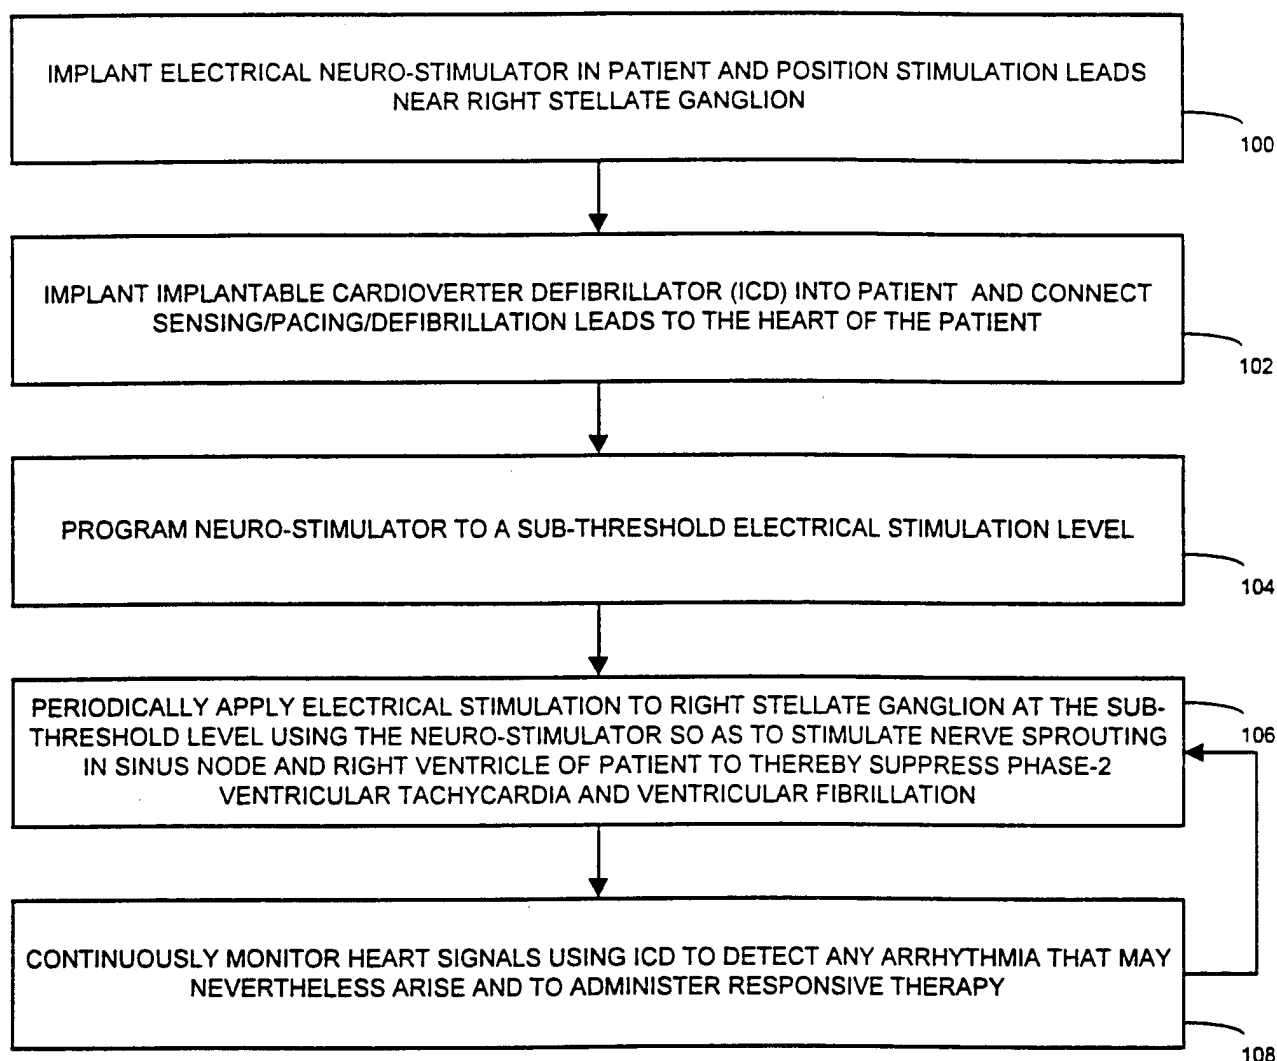 IMPLANT ELECTRICAL NEURO-STIMULATOR IN PATIENT AND POSITION STIMULATION LEADS
NEAR RIGHT STELLATE GANGLION
100
IMPLANT IMPLANTABLE CARDIOVERTER DEFIBRILLATOR (ICD) INTO PATIENT AND CONNECT
SENSING/PACING/DEFIBRILLATION LEADS TO THE HEART OF THE PATIENT
102
PROGRAM NEURO-STIMULATOR TO A SUB-THRESHOLD ELECTRICAL STIMULATION LEVEL
104
PERIODICALLY APPLY ELECTRICAL STIMULATION TO RIGHT STELLATE GANGLION AT THE SUB-
THRESHOLD LEVEL USING THE NEURO-STIMULATOR SO AS TO STIMULATE NERVE SPROUTING
IN SINUS NODE AND RIGHT VENTRICLE OF PATIENT TO THEREBY SUPPRESS PHASE-2
VENTRICULAR TACHYCARDIA AND VENTRICULAR FIBRILLATION
106
CONTINUOUSLY MONITOR HEART SIGNALS USING ICD TO DETECT ANY ARRHYTHMIA THAT MAY
NEVERTHELESS ARISE AND TO ADMINISTER RESPONSIVE THERAPY
108